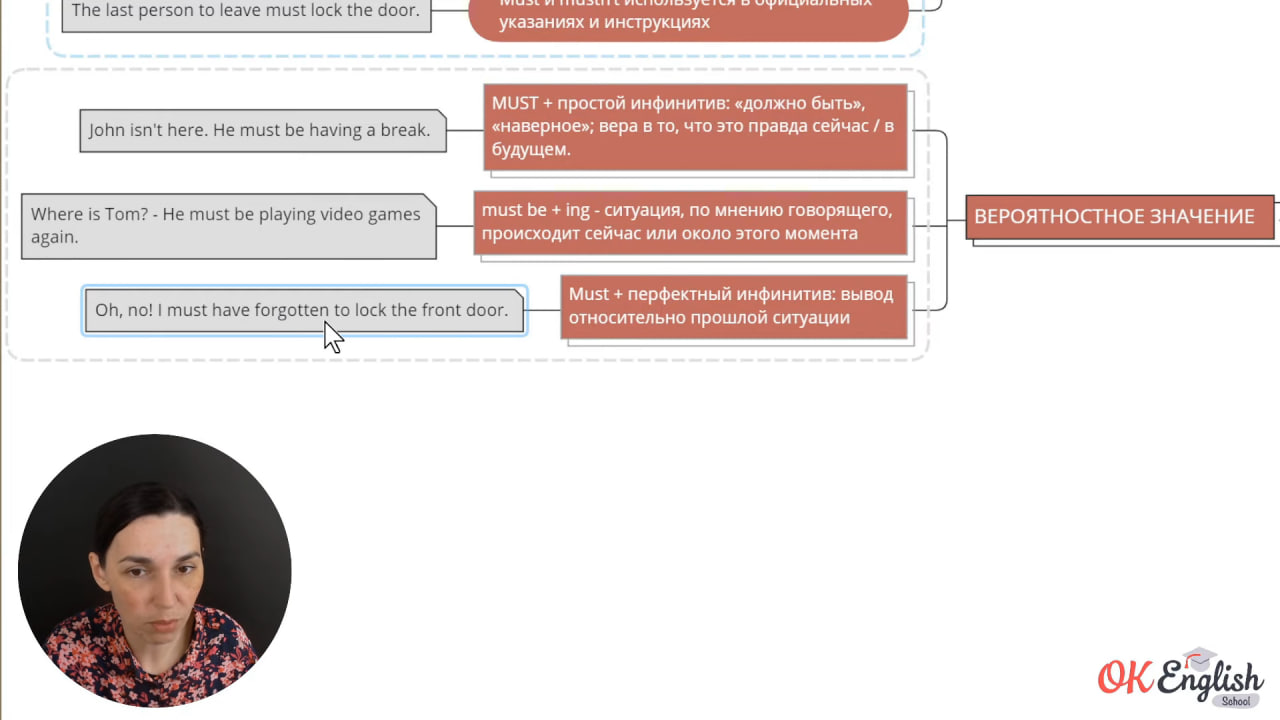 The last person to leave must lock the door.
Must и mustn't используется в официальных
указаниях и инструкциях
John isn't here. He must be having a break.
MUST + простой инфинитив: «должно быть»,
«наверное»; вера в то, что это правда сейчас / в
будущем.
Where is Tom? - He must be playing video games
again.
must be + ing - ситуация, по мнению говорящего,
происходит сейчас или около этого момента
ВЕРОЯТНОСТНОЕ ЗНАЧЕНИЕ
Oh, no! I must have forgotten to lock the front door.
Must + перфектный инфинитив: вывод
относительно прошлой ситуации
OK English
School